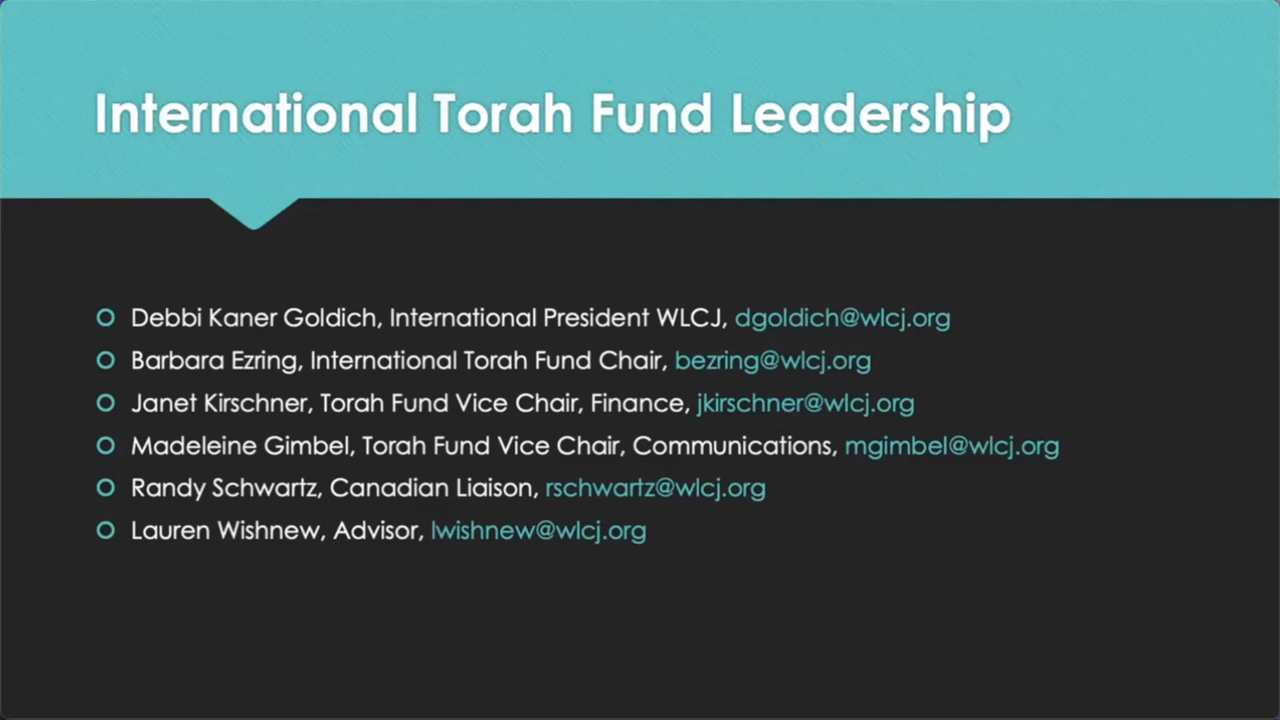 International Torah Fund Leadership
Debbi Kaner Goldich, International President WLCJ, dgoldich@wlcj.org
Barbara Ezring, International Torah Fund Chair, bezring@wlcj.org
Janet Kirschner, Torah Fund Vice Chair, Finance, jkirschner@wlcj.org
Madeleine Gimbel, Torah Fund Vice Chair, Communications, mgimbel@wlcj.org
Randy Schwartz, Canadian Liaison, rschwartz@wlcj.org
Lauren Wishnew, Advisor, lwishnew@wlcj.org